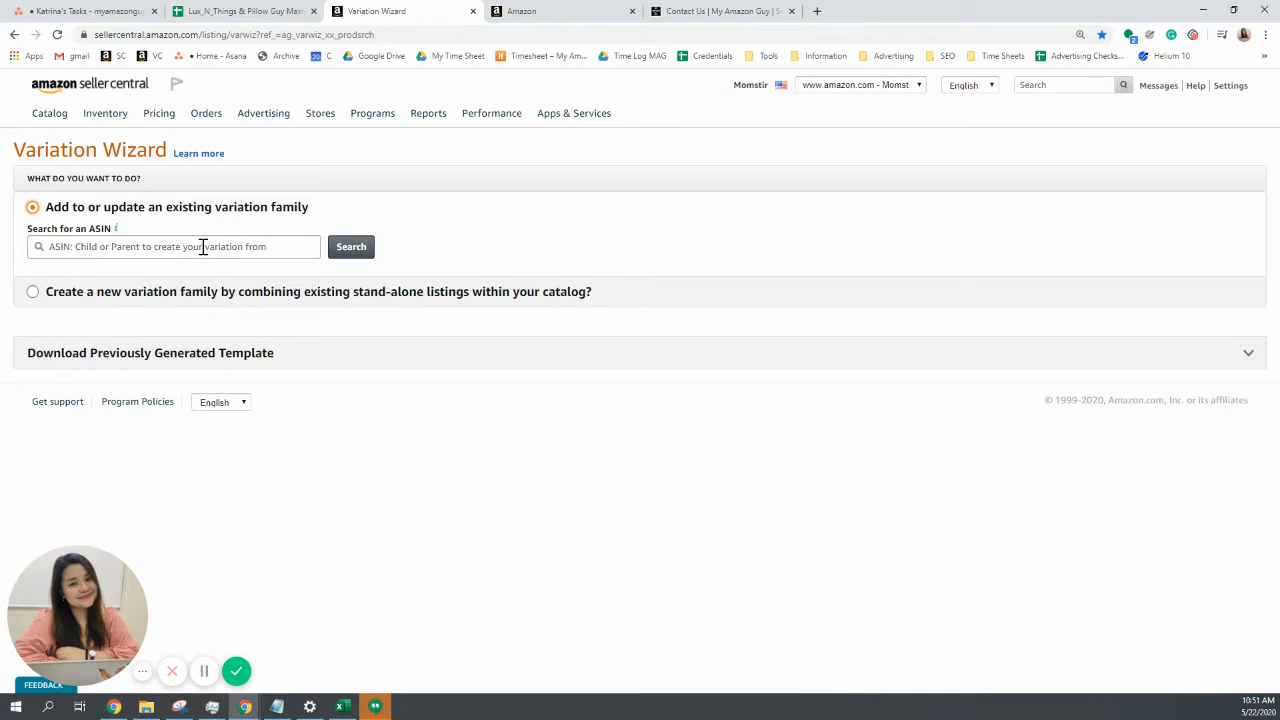 Katrina's Tasks - myamazongu
Lux_N_Things & Pillow Guy Mast
Variation Wizard
Amazon
Contact Us | My Amazon Guy | S
sellercentral.amazon.com/listing/varwiz?ref_=ag_varwiz_xx_prodsrch
Apps
gmail
SC
VC
Home - Asana
Archive
C
Google Drive
My Time Sheet
Timesheet – My Am...
Time Log MAG
Credentials
Tools
Information
Advertising
SEO
Time Sheets
Advertising Checks...
Helium 10
»
amazon seller central
Momstir
www.amazon.com - Momst
English
Search
Messages
Help
Settings
Catalog
Inventory
Pricing
Orders
Advertising
Stores
Programs
Performance
Reports
Apps & Services
Variation Wizard Learn more
WHAT DO YOU WANT TO DO?
Add to or update an existing variation family
Search for an ASIN i
ASIN: Child or Parent to create your variation from
Search
Create a new variation family by combining existing stand-alone listings within your catalog?
Download Previously Generated Template
Get support
Program Policies
English
© 1999-2020, Amazon.com, Inc. or its affiliates
FEEDBACK
10:51 AM
5/22/2020